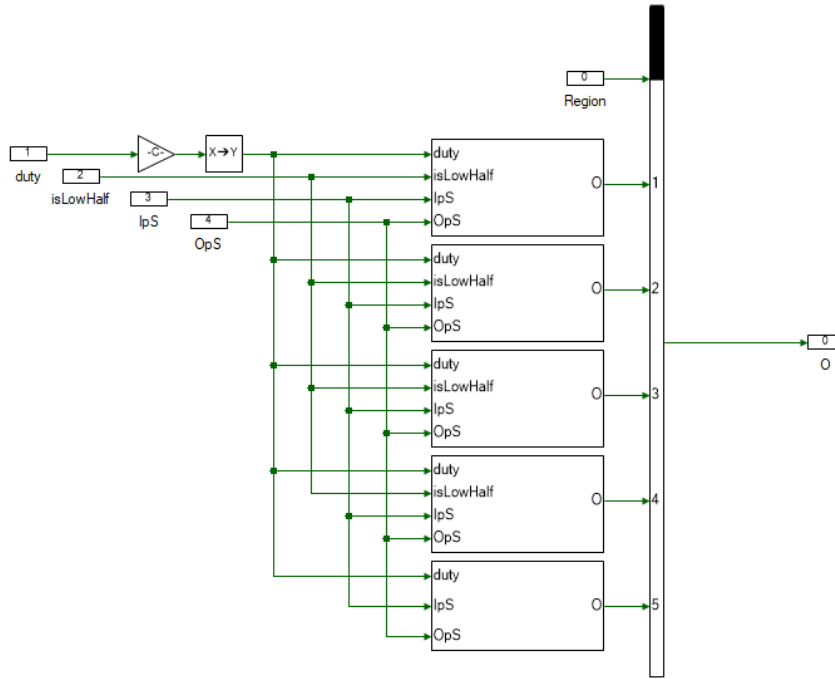 0
Region
1
duty
-C-
X→Y
2
isLowHalf
3
IpS
4
OpS
duty
isLowHalf
IpS
OpS
O
1
duty
isLowHalf
IpS
OpS
O
2
duty
isLowHalf
IpS
OpS
O
3
duty
isLowHalf
IpS
OpS
O
4
duty
IpS
OpS
O
5
0
O